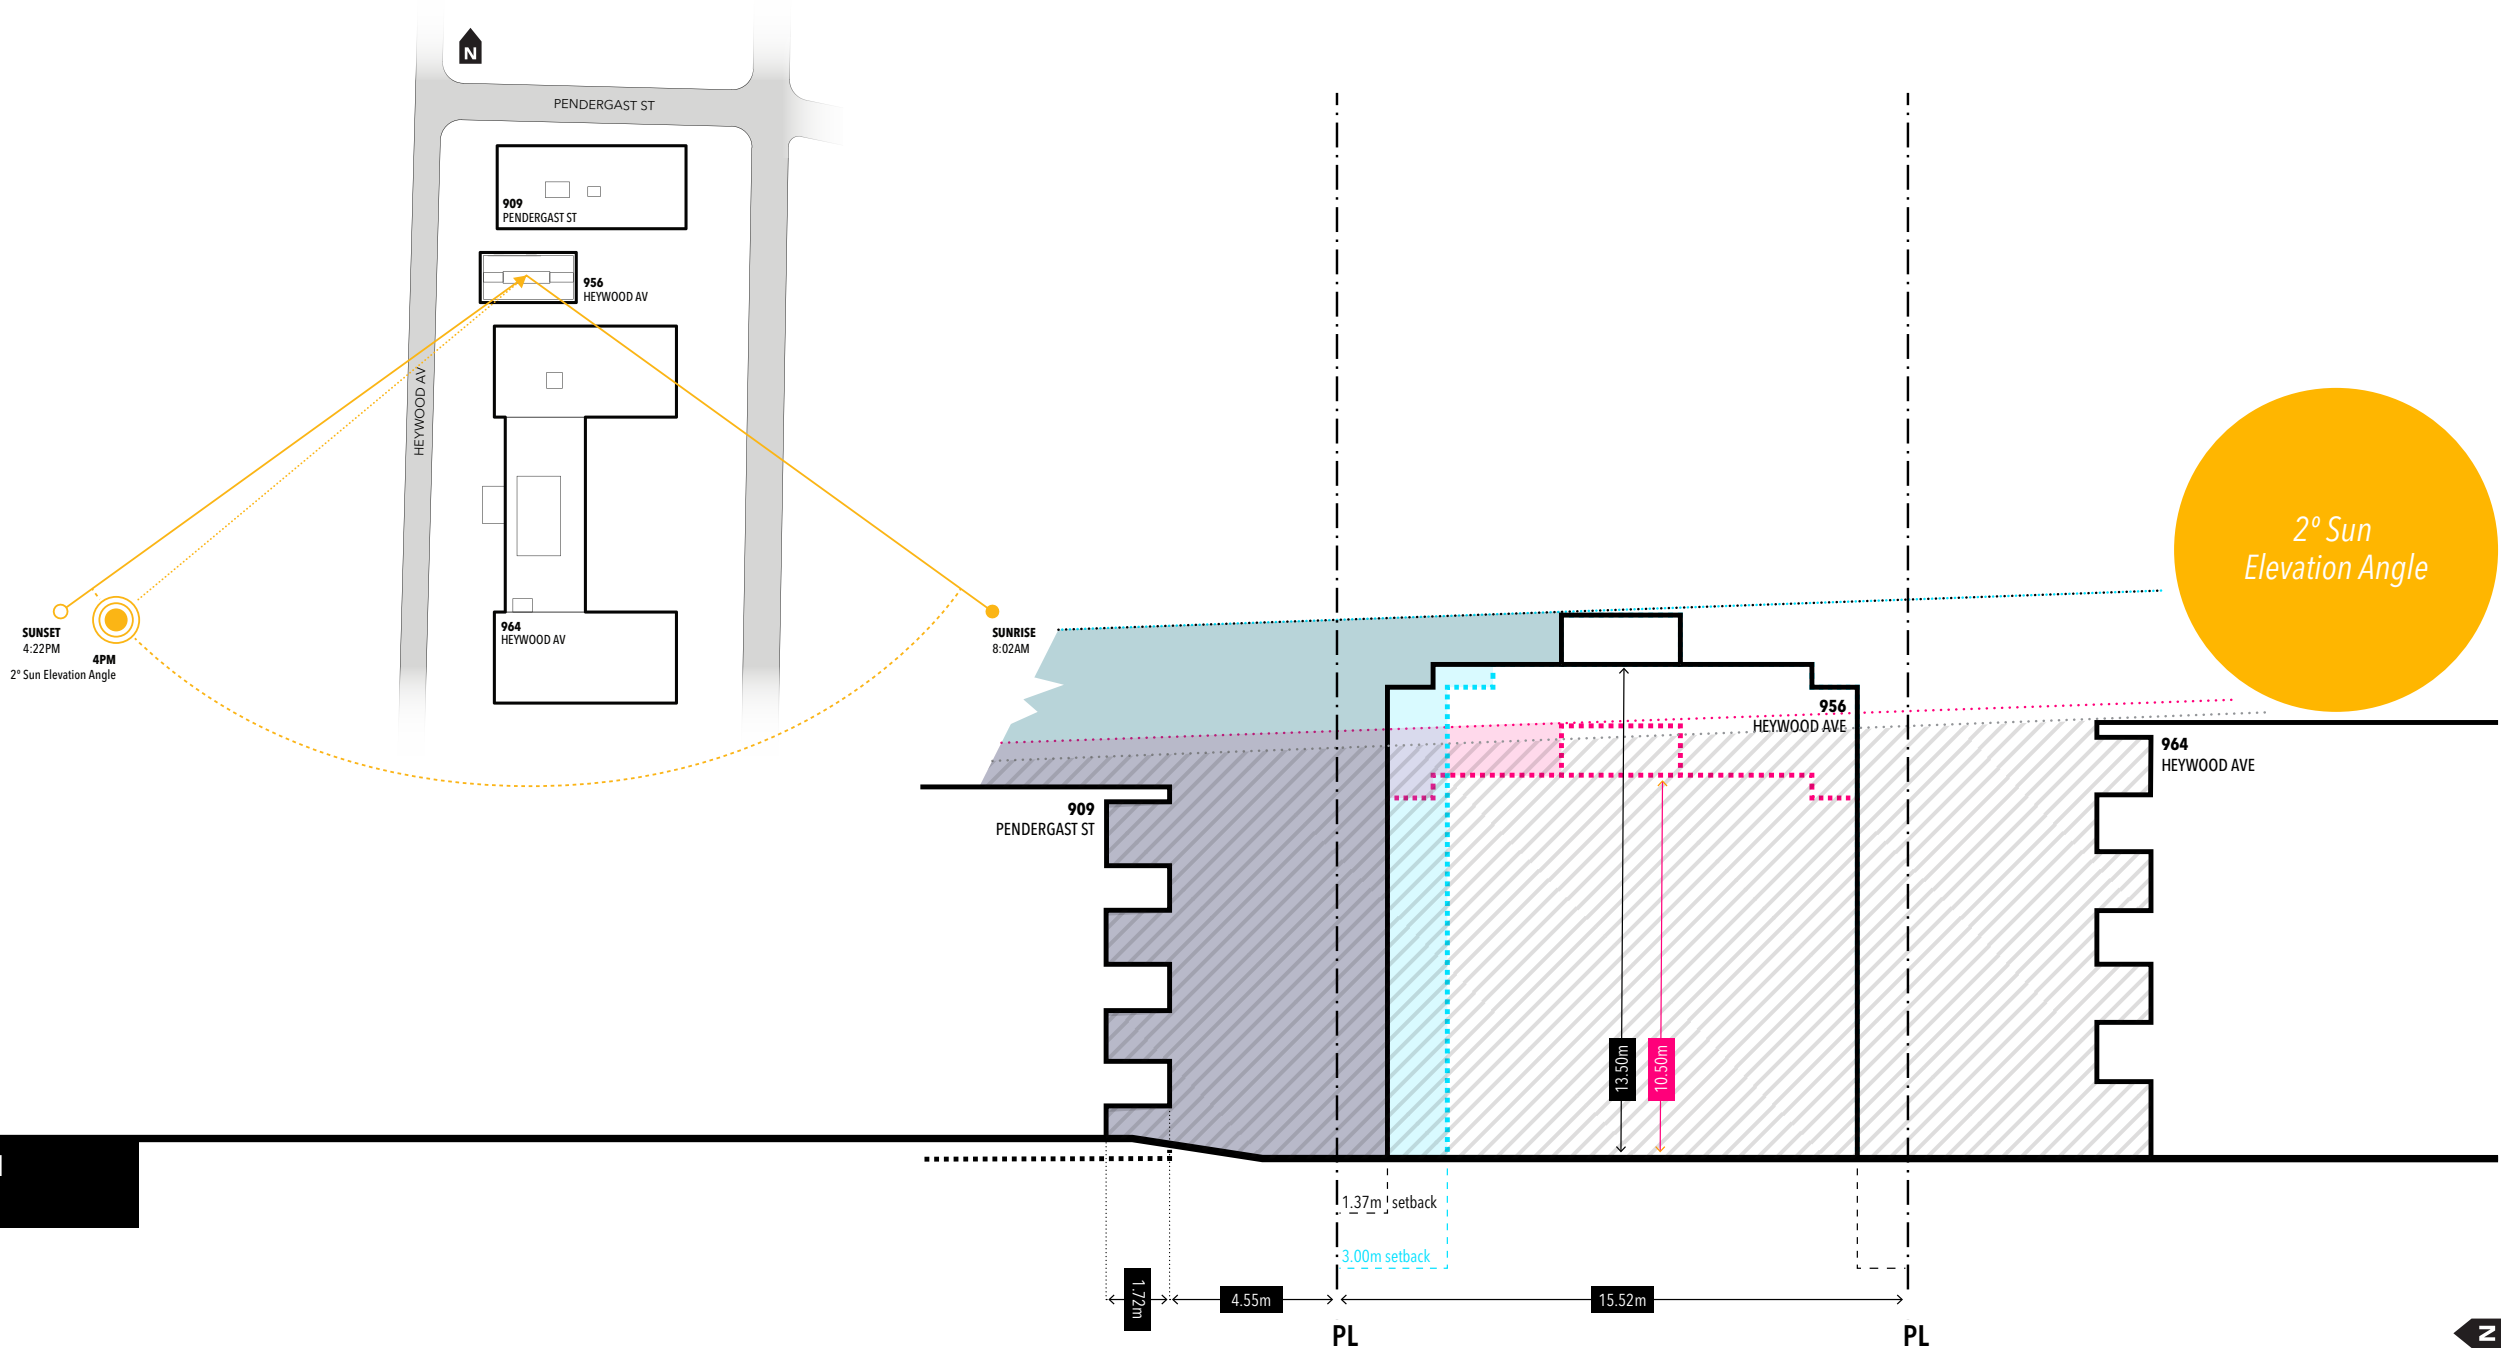 N
PENDERGAST ST
909
PENDERGAST ST
956
HEYWOOD AV
HEYWOOD AV
964
HEYWOOD AV
SUNSET
4:22PM
4PM
2º Sun Elevation Angle
SUNRISE
8:02AM
2º Sun
Elevation Angle
956
HEYWOOD AVE
964
HEYWOOD AVE
909
PENDERGAST ST
13.50m
10.50m
1.37m setback
3.00m setback
1.72m
4.55m
15.52m
PL
PL
N